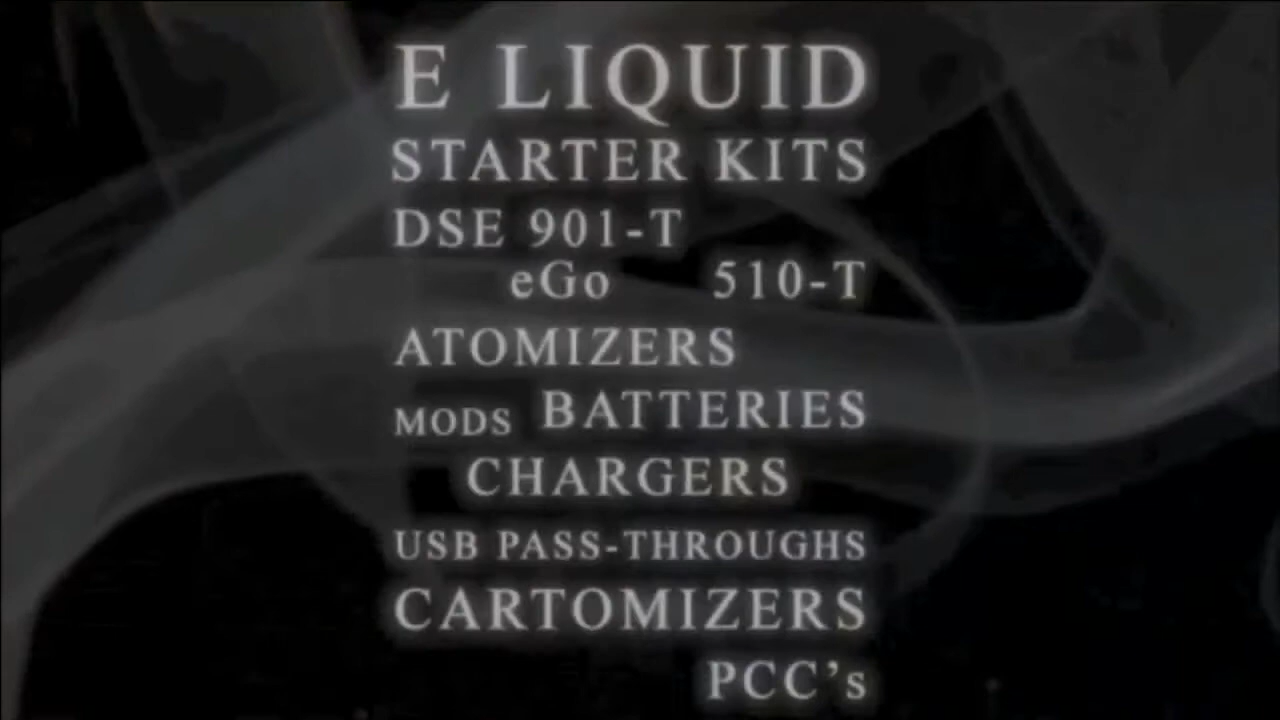 E LIQUID
STARTER KITS
DSE 901-T
eGo 510-T
ATOMIZERS
MODS BATTERIES
CHARGERS
USB PASS-THROUGHS
CARTOMIZERS
PCC's